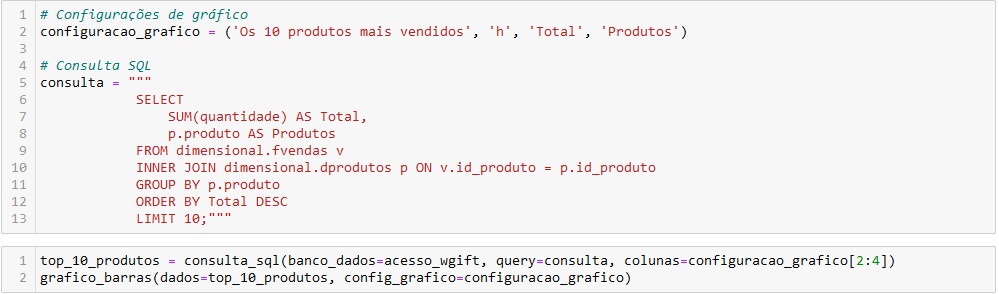 1 # Configurações de gráfico
2 configuracao_grafico = ('Os 10 produtos mais vendidos', 'h', 'Total', 'Produtos')
3
4 # Consulta SQL
5 consulta = """
6             SELECT
7                 SUM(quantidade) AS Total,
8                 p.produto AS Produtos
9             FROM dimensional.fvendas v
10             INNER JOIN dimensional.dprodutos p ON v.id_produto = p.id_produto
11             GROUP BY p.produto
12             ORDER BY Total DESC
13             LIMIT 10;"""
1 top_10_produtos = consulta_sql(banco_dados=acesso_wgift, query=consulta, colunas=configuracao_grafico[2:4])
2 grafico_barras(dados=top_10_produtos, config_grafico=configuracao_grafico)